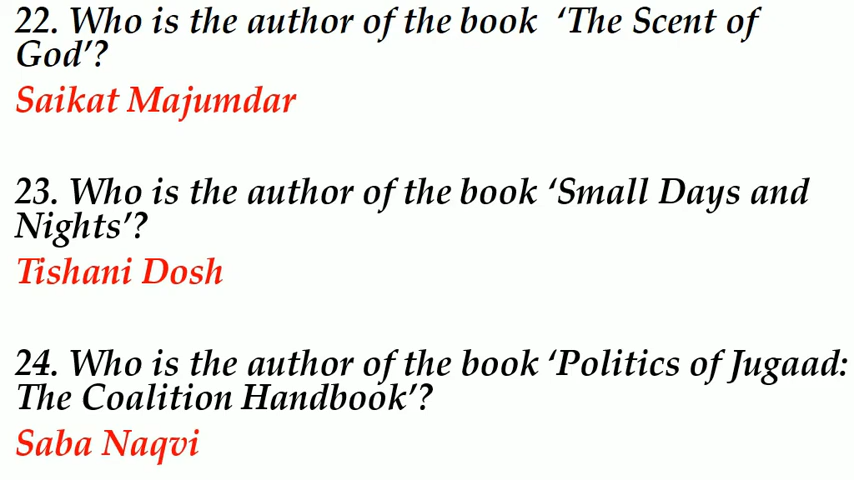 22. Who is the author of the book ‘The Scent of
God’?
Saikat Majumdar
23. Who is the author of the book ‘Small Days and
Nights’?
Tishani Dosh
24. Who is the author of the book ‘Politics of Jugaad:
The Coalition Handbook’?
Saba Naqvi